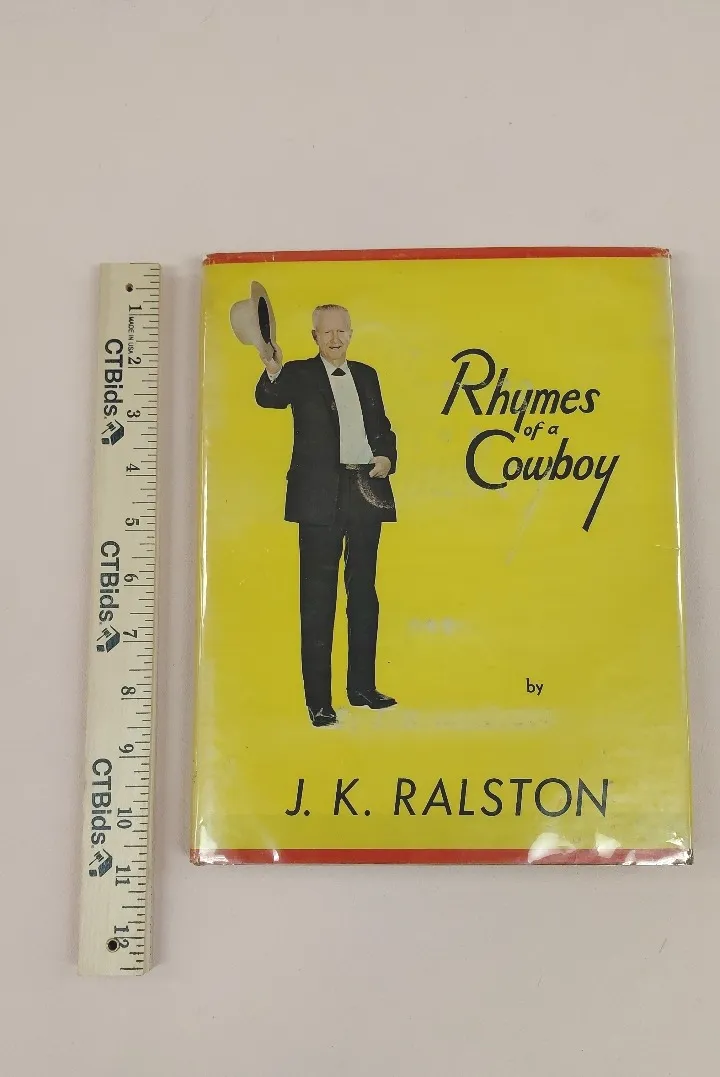 Rhymes
of a
Cowboy
by
J. K. RALSTON
1
MADE IN USA
2
CTBids
3
4
5
6
CTBids
7
8
9
CTBids
10
11
12